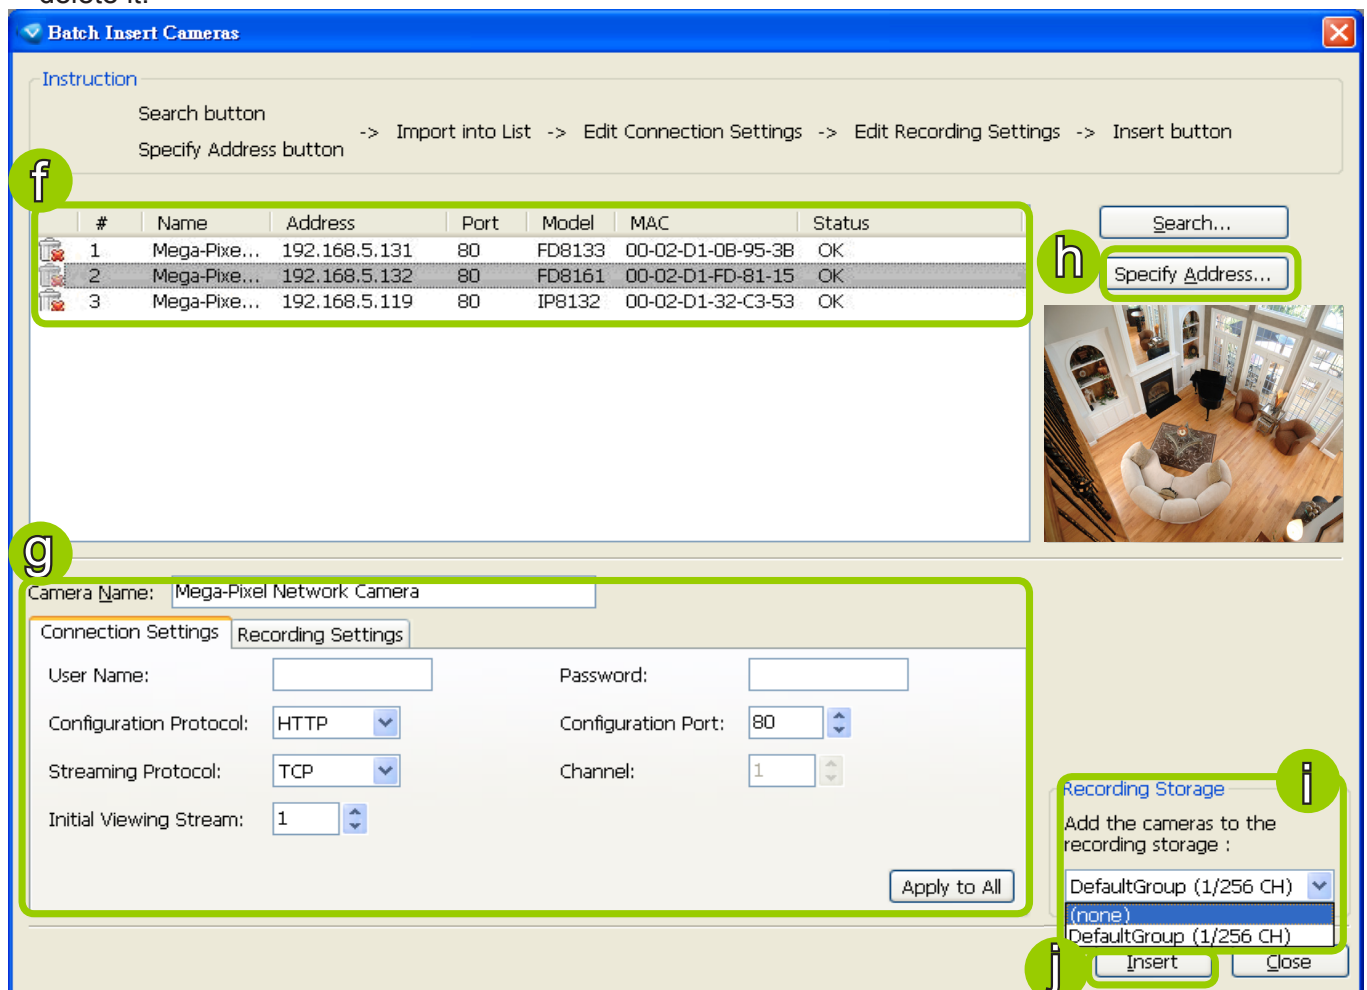 delete it.
Batch Insert Cameras
Instruction
Search button
Specify Address button
-> Import into List -> Edit Connection Settings -> Edit Recording Settings -> Insert button
f
# Name Address Port Model MAC Status
1 Mega-Pixe... 192.168.5.131 80 FD8133 00-02-D1-0B-95-3B OK
2 Mega-Pixe... 192.168.5.132 80 FD8161 00-02-D1-FD-81-15 OK
3 Mega-Pixe... 192.168.5.119 80 IP8132 00-02-D1-32-C3-53 OK
Search...
h
Specify Address...
g
Camera Name: Mega-Pixel Network Camera
Connection Settings Recording Settings
User Name: Password:
Configuration Protocol: HTTP Configuration Port: 80
Streaming Protocol: TCP Channel: 1
Initial Viewing Stream: 1
Apply to All
i
Recording Storage
Add the cameras to the
recording storage :
DefaultGroup (1/256 CH)
(none)
DefaultGroup (1/256 CH)
j
Insert Close